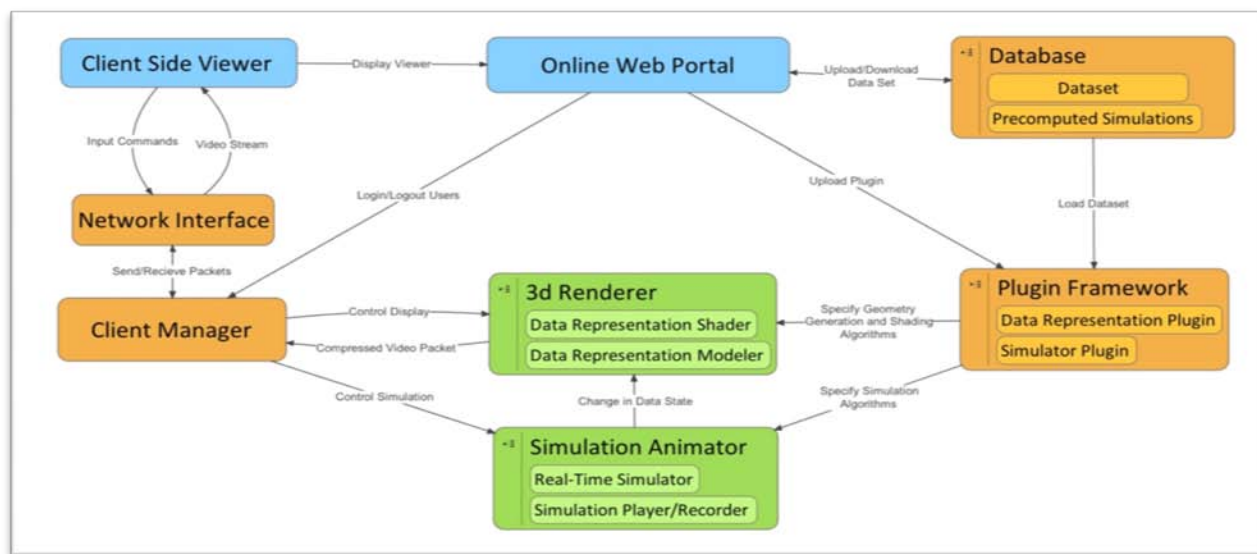 Client Side Viewer
Display Viewer
Online Web Portal
Upload/Download
Data Set
Database
Dataset
Precomputed Simulations
Input Commands
Video Stream
Login/Logout Users
Upload Plugin
Load Dataset
Network Interface
Send/Recieve Packets
Client Manager
Control Display
Compressed Video Packet
Control Simulation
3d Renderer
Data Representation Shader
Data Representation Modeler
Specify Geometry
Generation and Shading
Algorithms
Plugin Framework
Data Representation Plugin
Simulator Plugin
Change in Data State
Specify Simulation
Algorithms
Simulation Animator
Real-Time Simulator
Simulation Player/Recorder